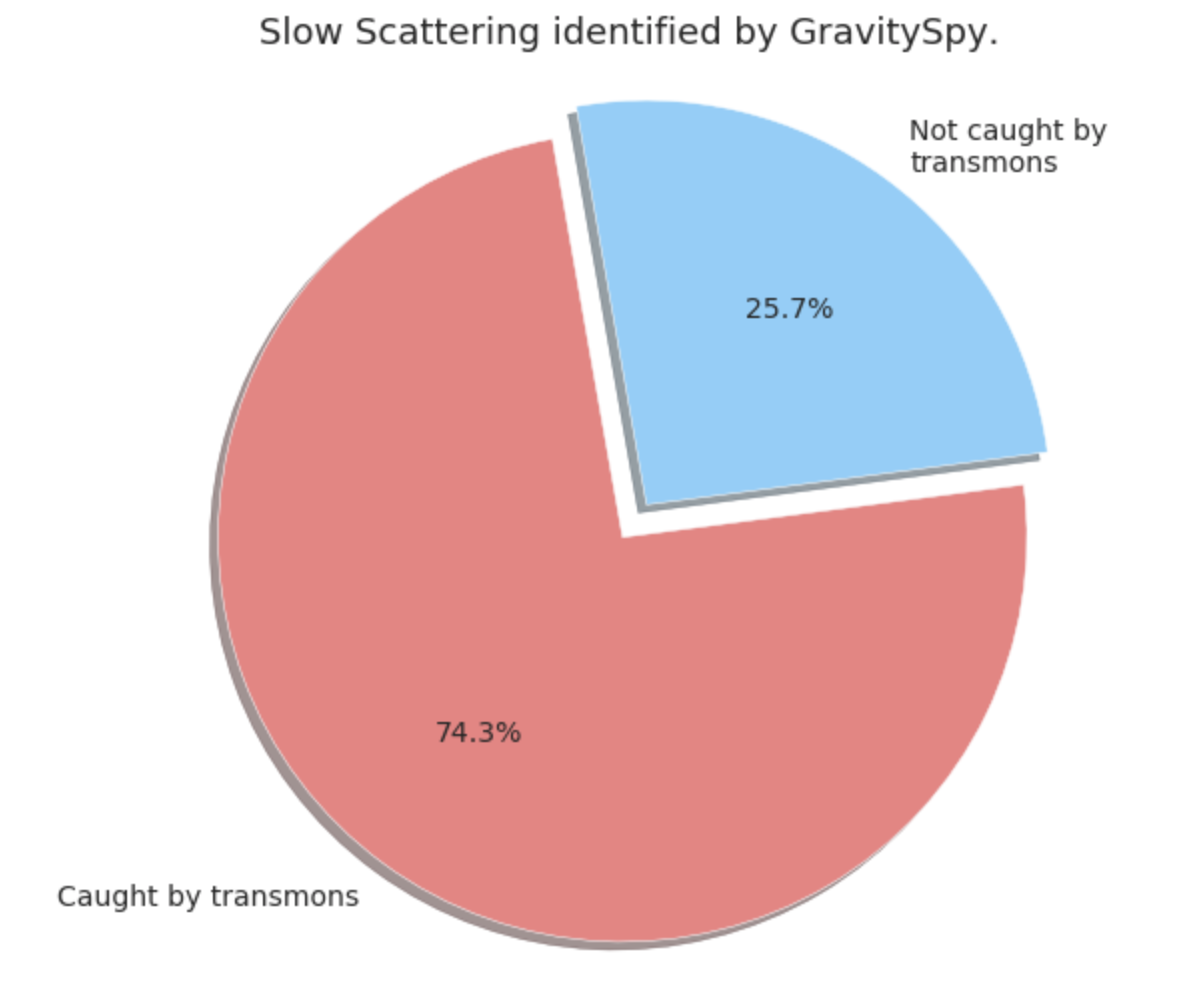 Slow Scattering identified by GravitySpy.
Not caught by
transmons
25.7%
74.3%
Caught by transmons